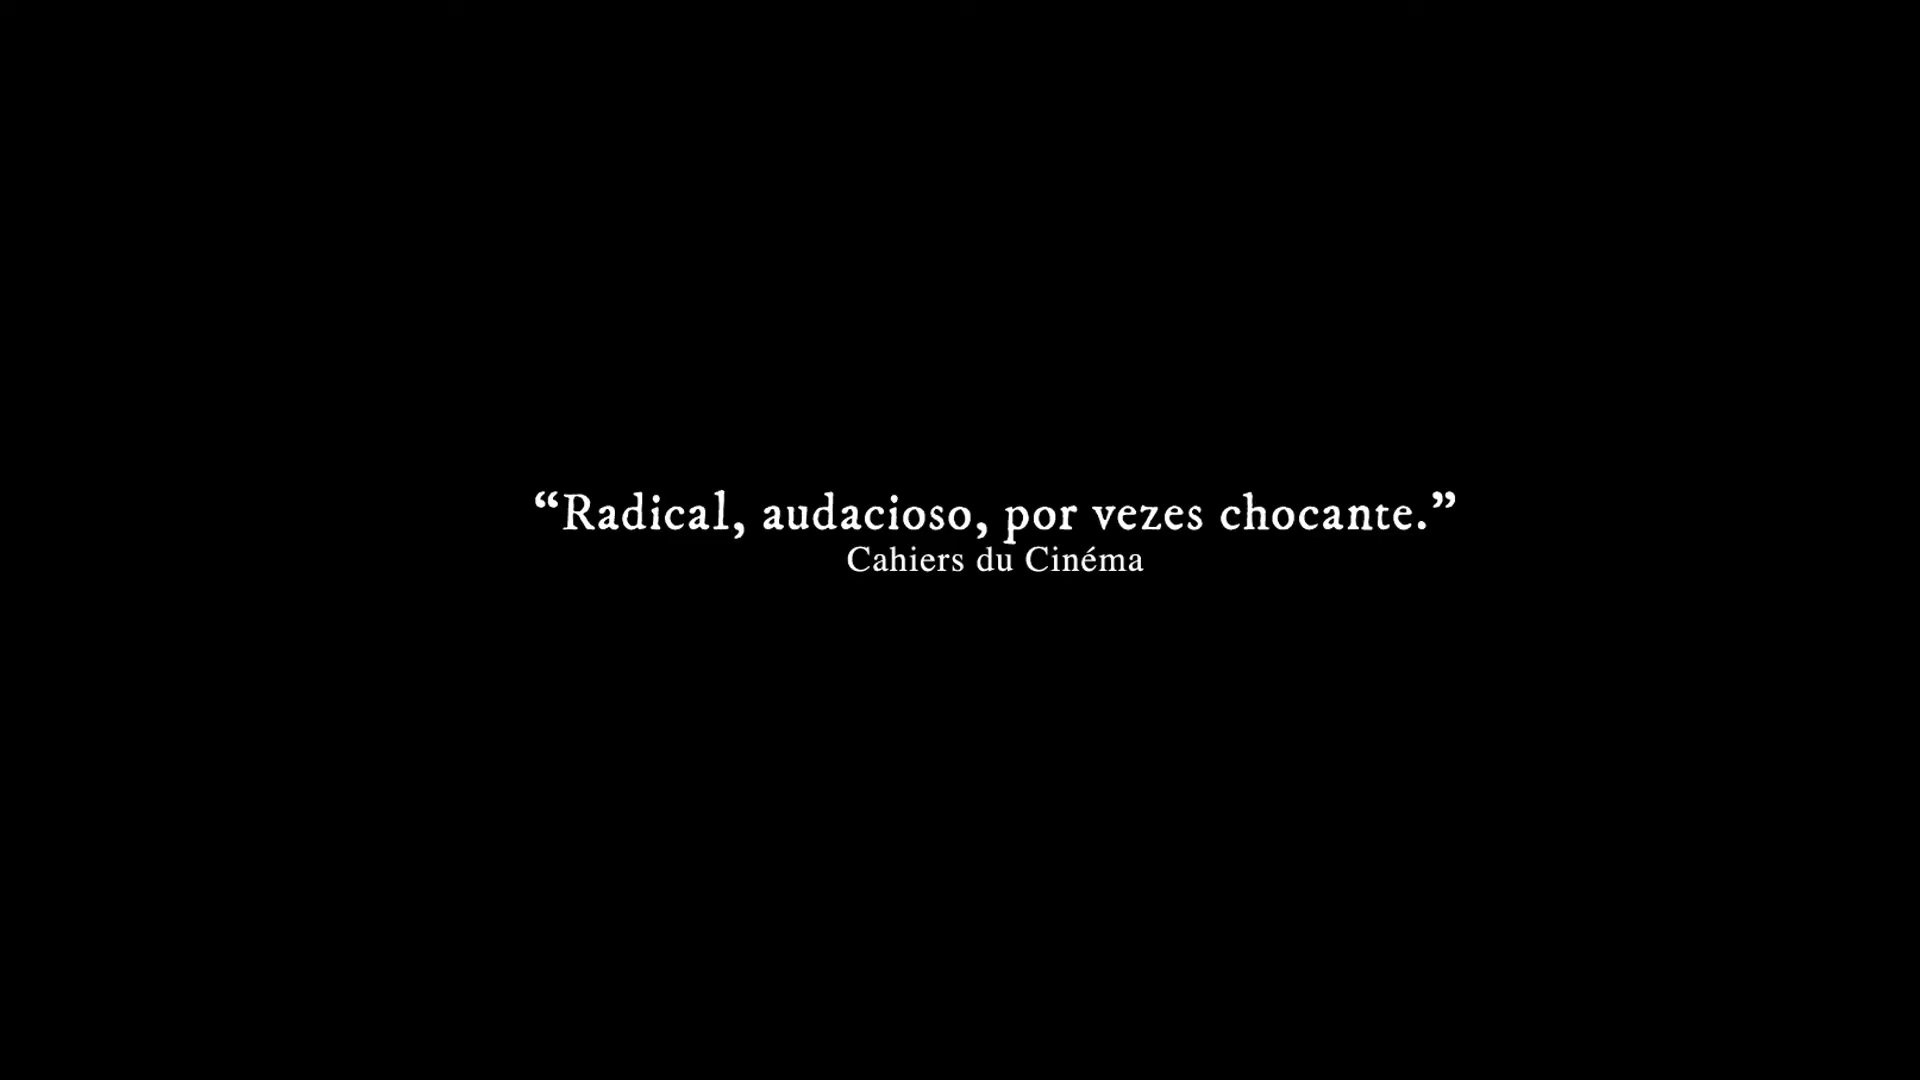 “Radical, audacioso, por vezes chocante.”
Cahiers du Cinéma